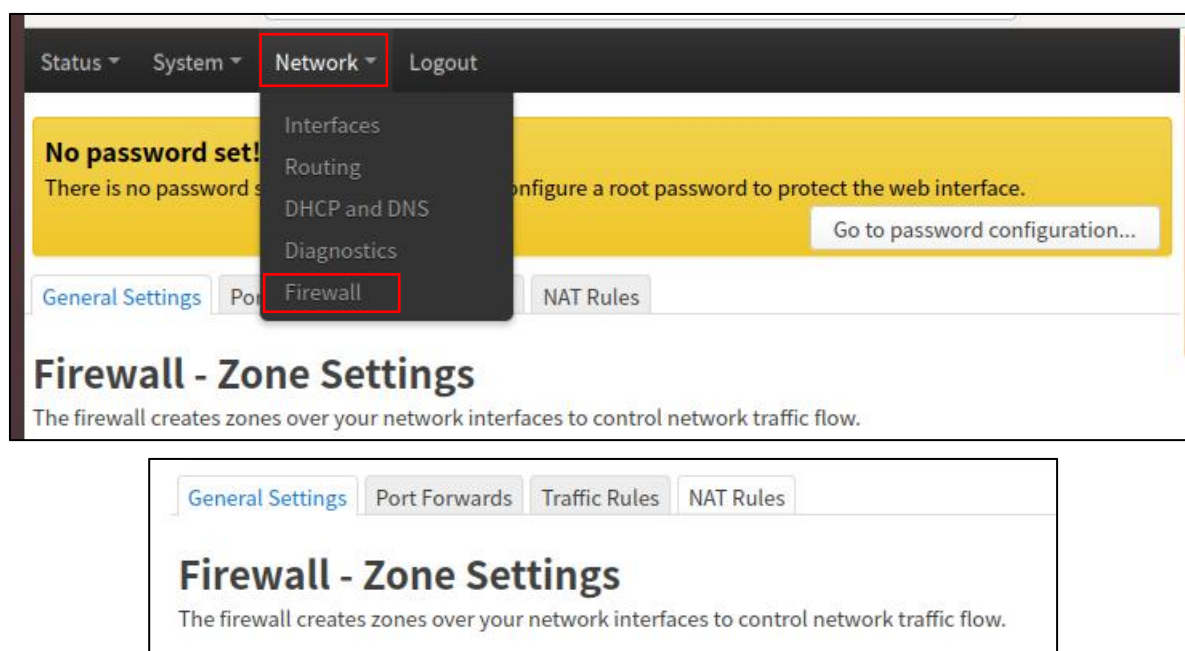 Status System Network Logout
Interfaces
No password set!
Routing
There is no password s onfigure a root password to protect the web interface.
DHCP and DNS
Go to password configuration...
Diagnostics
General Settings Por Firewall NAT Rules
Firewall - Zone Settings
The firewall creates zones over your network interfaces to control network traffic flow.
General Settings Port Forwards Traffic Rules NAT Rules
Firewall - Zone Settings
The firewall creates zones over your network interfaces to control network traffic flow.